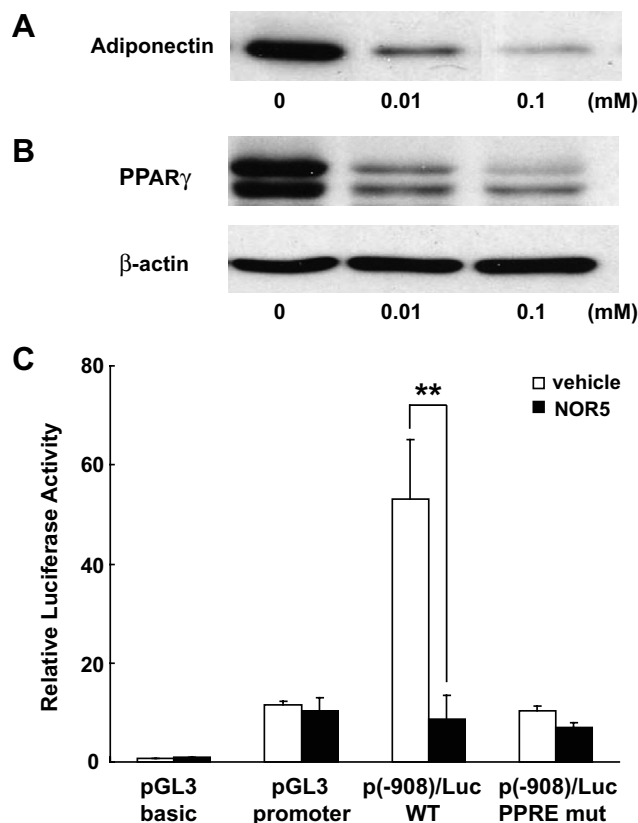 A
Adiponectin
0 0.01 0.1 (mM)
B
PPARγ
β-actin
0 0.01 0.1 (mM)
C
Relative Luciferase Activity
80
60
40
20
0
**
vehicle
NOR5
pGL3 basic
pGL3 promoter
p(-908)/Luc WT
p(-908)/Luc PPRE mut